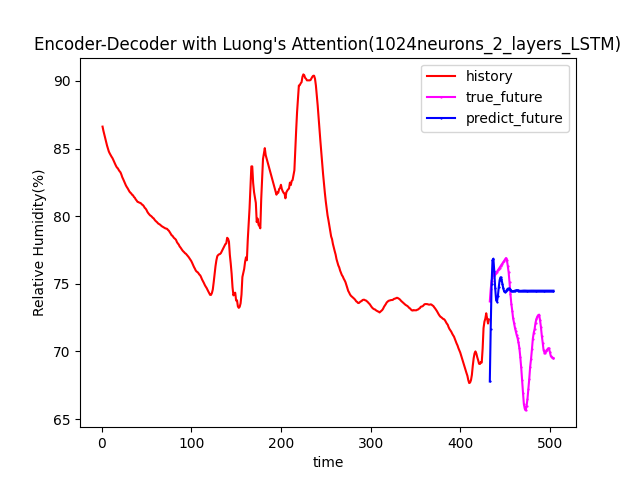 Encoder-Decoder with Luong's Attention(1024neurons_2_layers_LSTM)
history
true_future
predict_future
Relative Humidity(%)
90
85
80
75
70
65
0 100 200 300 400 500
time